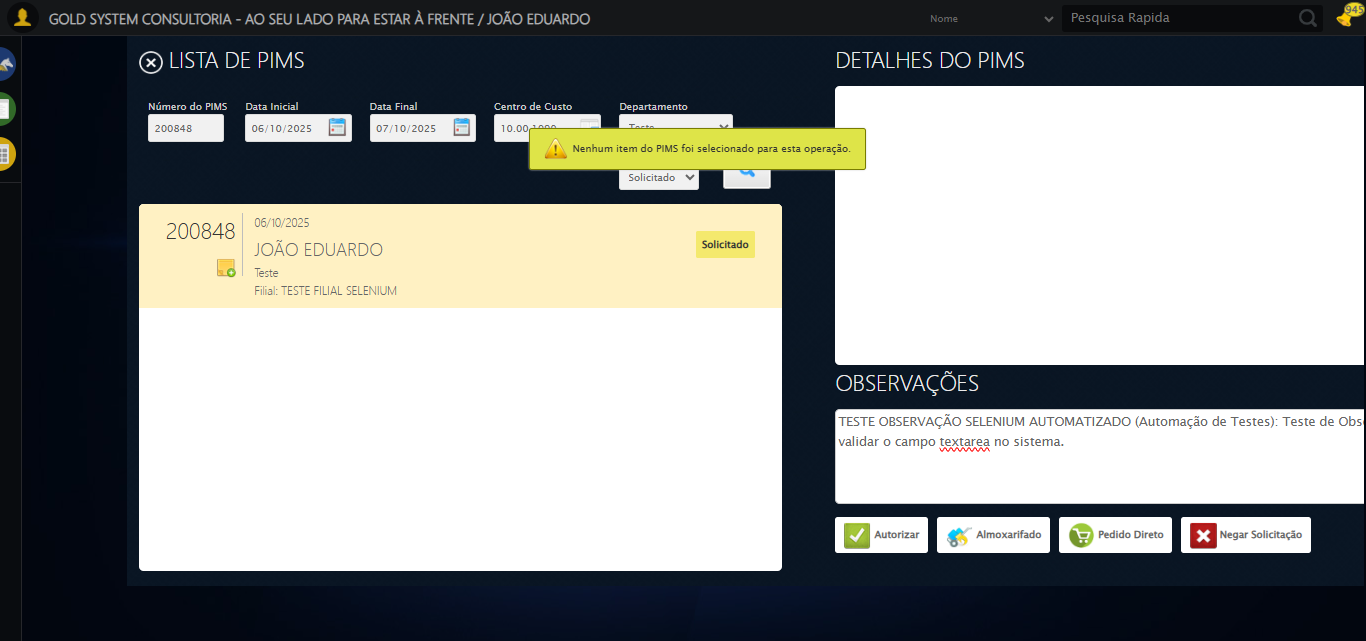 GOLD SYSTEM CONSULTORIA - AO SEU LADO PARA ESTAR À FRENTE / JOÃO EDUARDO
Nome
Pesquisa Rapida
945
LISTA DE PIMS
Número do PIMS
Data Inicial
Data Final
Centro de Custo
Departamento
200848
06/10/2025
07/10/2025
10.00.1000
Teste
Nenhum item do PIMS foi selecionado para esta operação.
Solicitado
200848
06/10/2025
JOÃO EDUARDO
Teste
Filial: TESTE FILIAL SELENIUM
Solicitado
DETALHES DO PIMS
OBSERVAÇÕES
TESTE OBSERVAÇÃO SELENIUM AUTOMATIZADO (Automação de Testes): Teste de Obse
validar o campo textarea no sistema.
Autorizar
Almoxarifado
Pedido Direto
Negar Solicitação